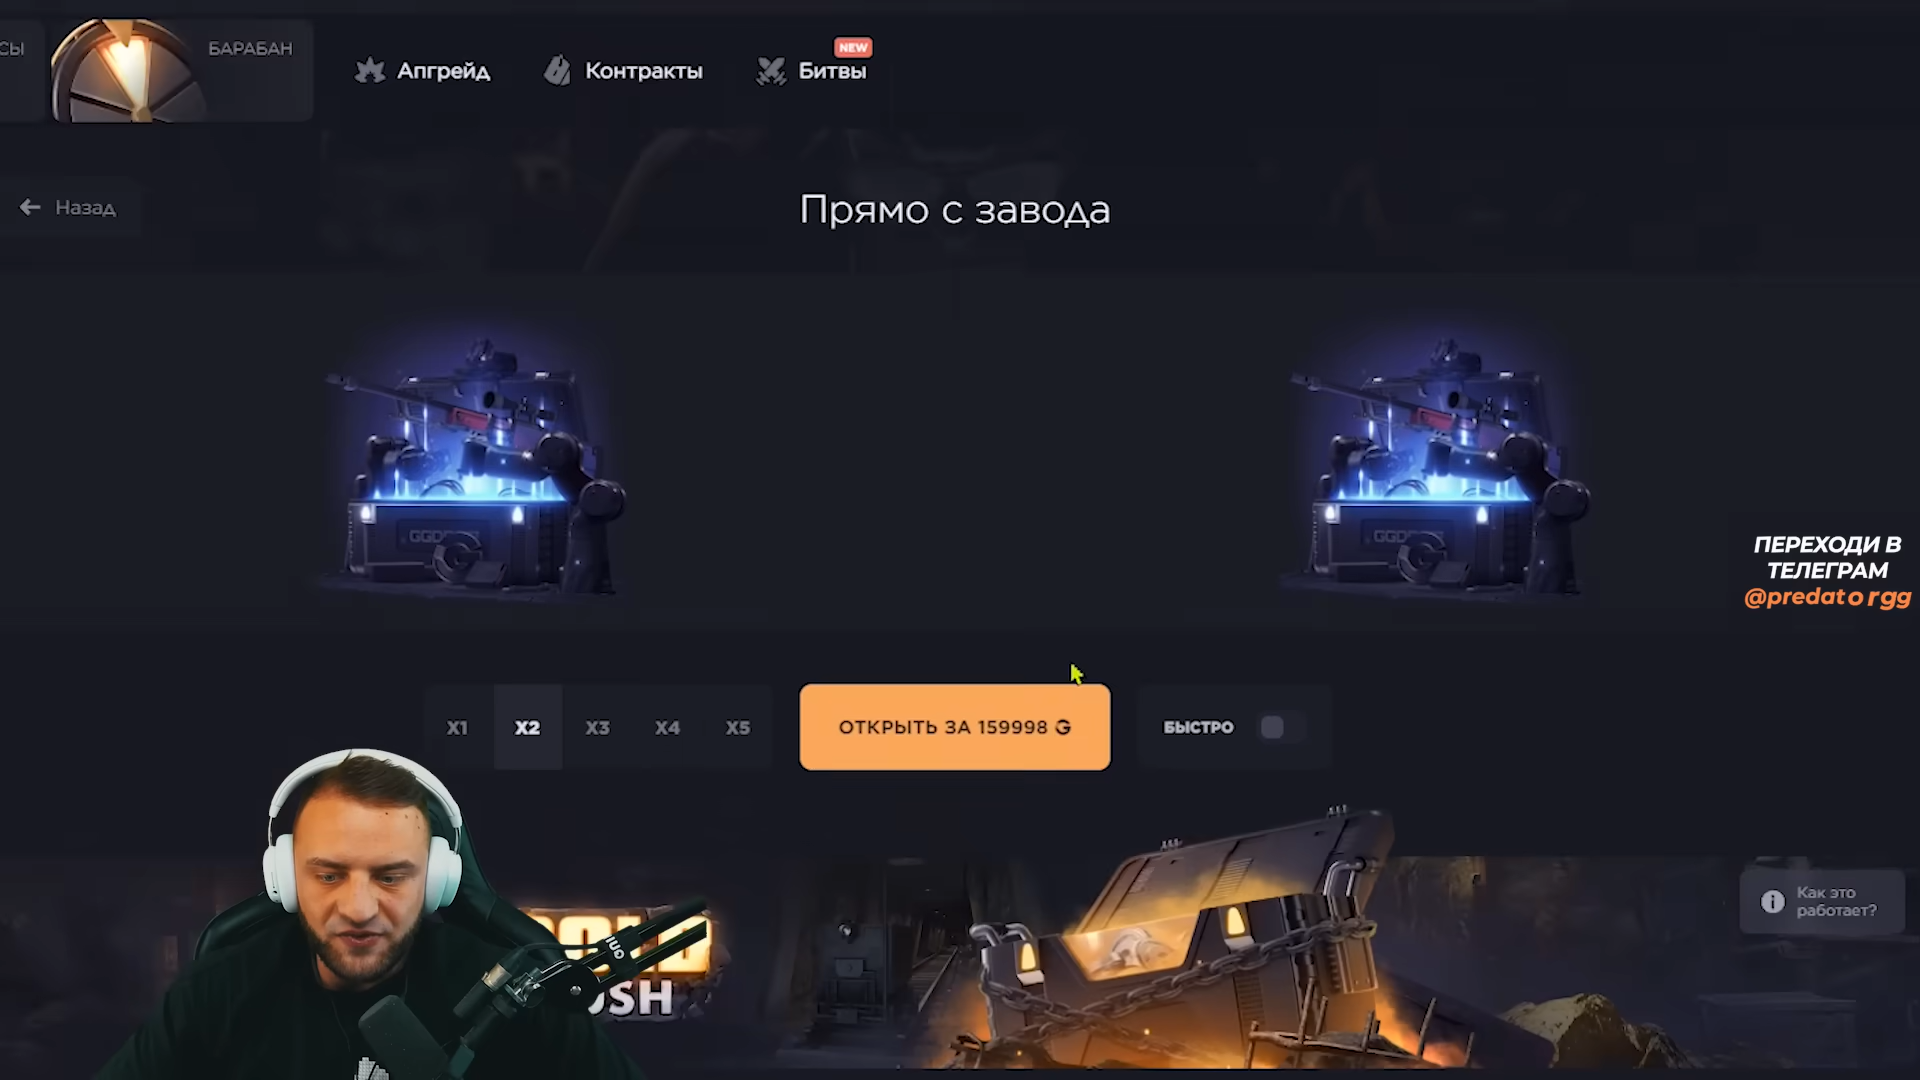 СЫ
БАРАБАН
Апгрейд
Контракты
NEW
Битвы
Назад
Прямо с завода
ПЕРЕХОДИ В
ТЕЛЕГРАМ
@predatorgg
X1
X2
X3
X4
X5
ОТКРЫТЬ ЗА 159998 G
БЫСТРО
Как это
работает?